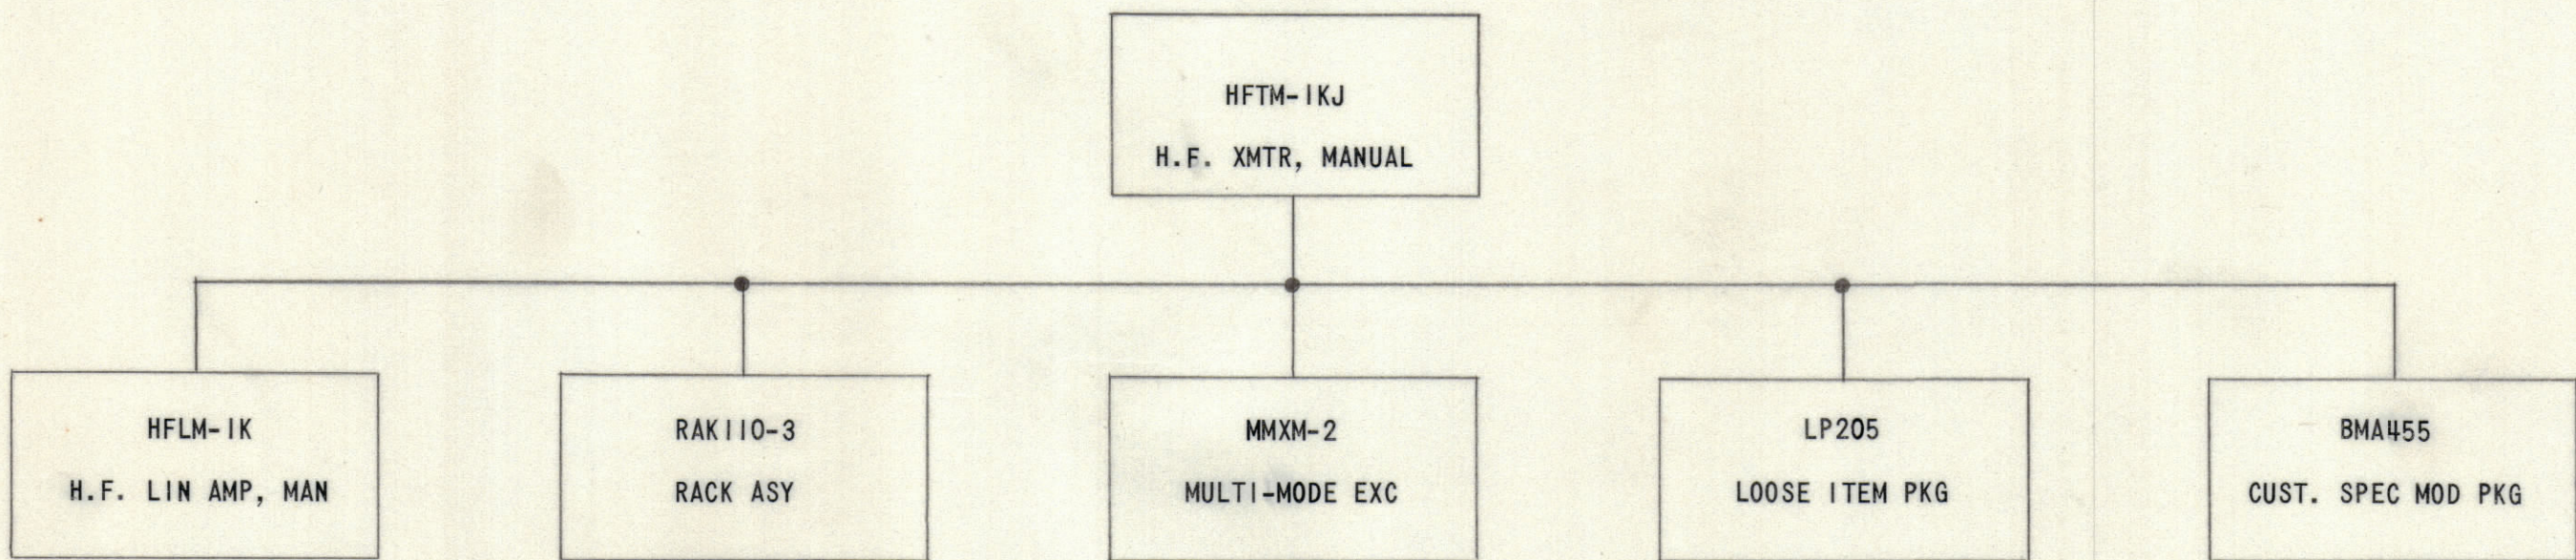 HFTM-1KJ
H.F. XMTR, MANUAL
HFLM-1K
H.F. LIN AMP, MAN
RAK110-3
RACK ASY
MMXM-2
MULTI-MODE EXC
LP205
LOOSE ITEM PKG
BMA455
CUST. SPEC MOD PKG